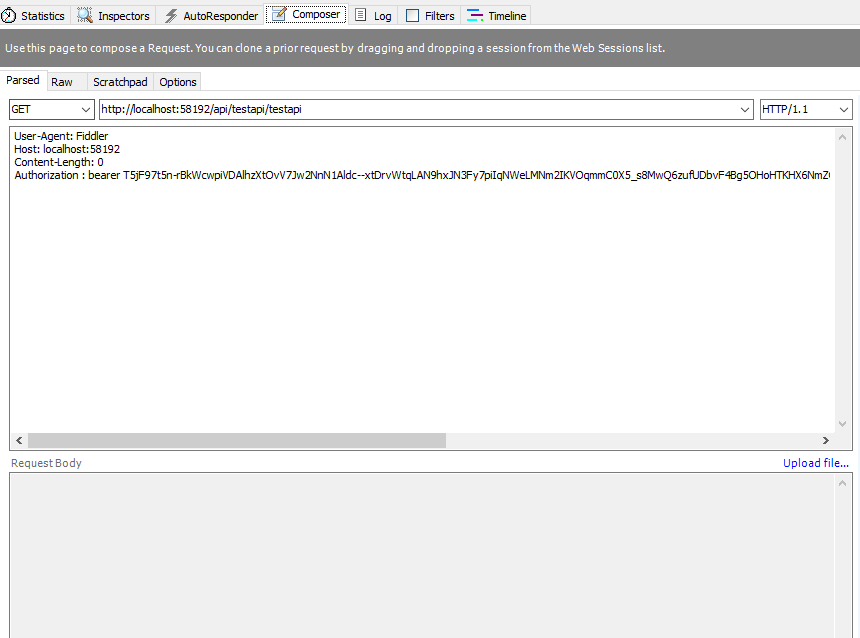 Statistics Inspectors AutoResponder Composer Log Filters Timeline
Use this page to compose a Request. You can clone a prior request by dragging and dropping a session from the Web Sessions list.
Parsed Raw Scratchpad Options
GET http://localhost:58192/api/testapi/testapi HTTP/1.1
User-Agent: Fiddler
Host: localhost:58192
Content-Length: 0
Authorization : bearer T5jF97t5n-rBkWcwpiVDAlhzXtOvV7Jw2NnN1Aldc--xtDrvWtqLAN9hxJN3Fy7piIqNWeLMNm2IKVOqmmC0X5_s8MwQ6zufUDbvF4Bg5OHoHTKHX6NmZ
Request Body Upload file...